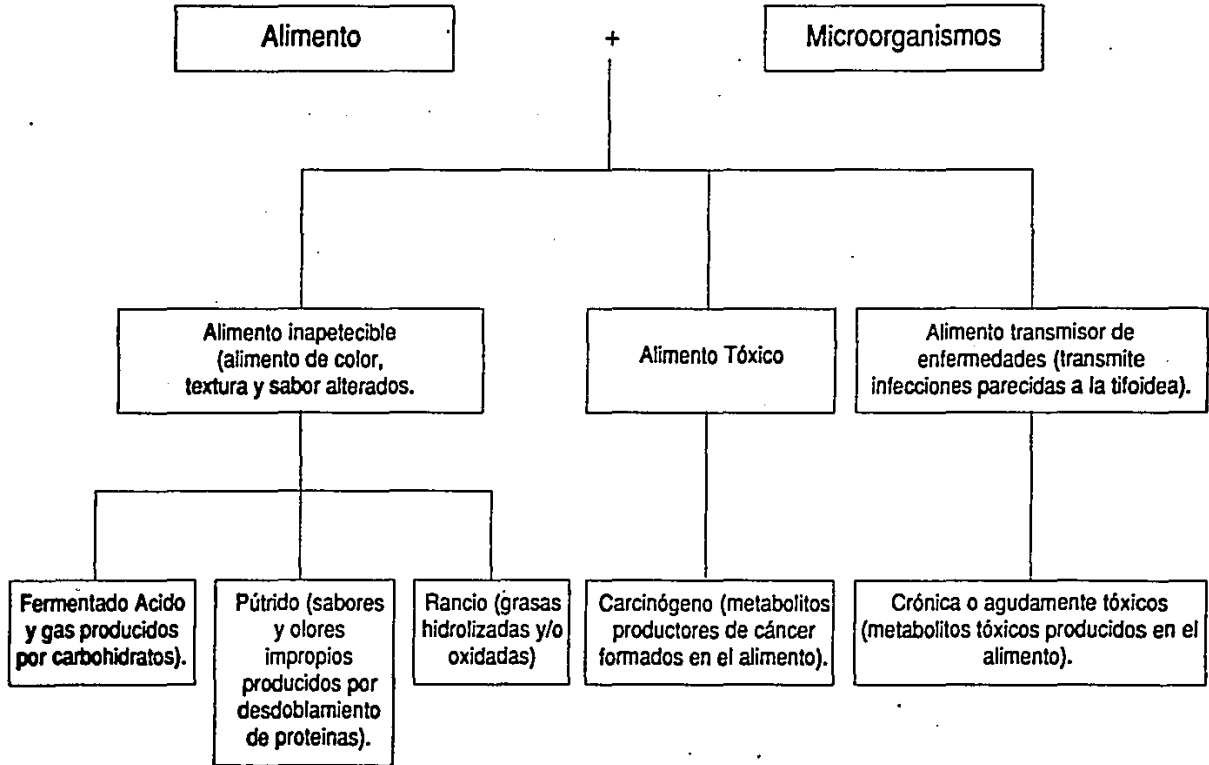 Alimento
+
Microorganismos
Alimento inapetecible
(alimento de color,
textura y sabor alterados.
Alimento Tóxico
Alimento transmisor de
enfermedades (transmite
infecciones parecidas a la tifoidea).
Fermentado Acido
y gas producidos
por carbohidratos).
Pútrido (sabores
y olores
impropios
producidos por
desdoblamiento
de proteinas).
Rancio (grasas
hidrolizadas y/o
oxidadas)
Carcinógeno (metabolitos
productores de cáncer
formados en el alimento).
Crónica o agudamente tóxicos
(metabolitos tóxicos producidos en el
alimento).